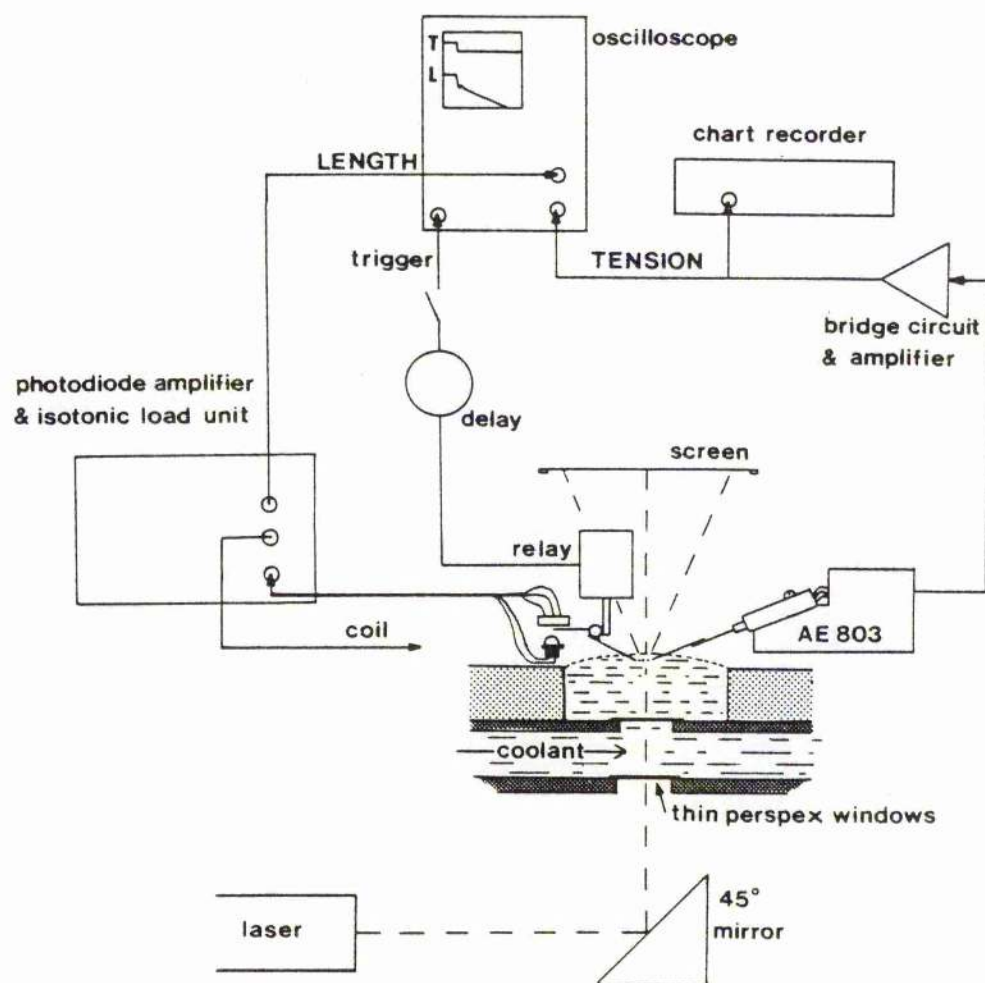 oscilloscope
T
L
chart recorder
LENGTH
trigger
TENSION
bridge circuit
& amplifier
photodiode amplifier
& isotonic load unit
delay
screen
relay
AE 803
coil
coolant
thin perspex windows
laser
45°
mirror